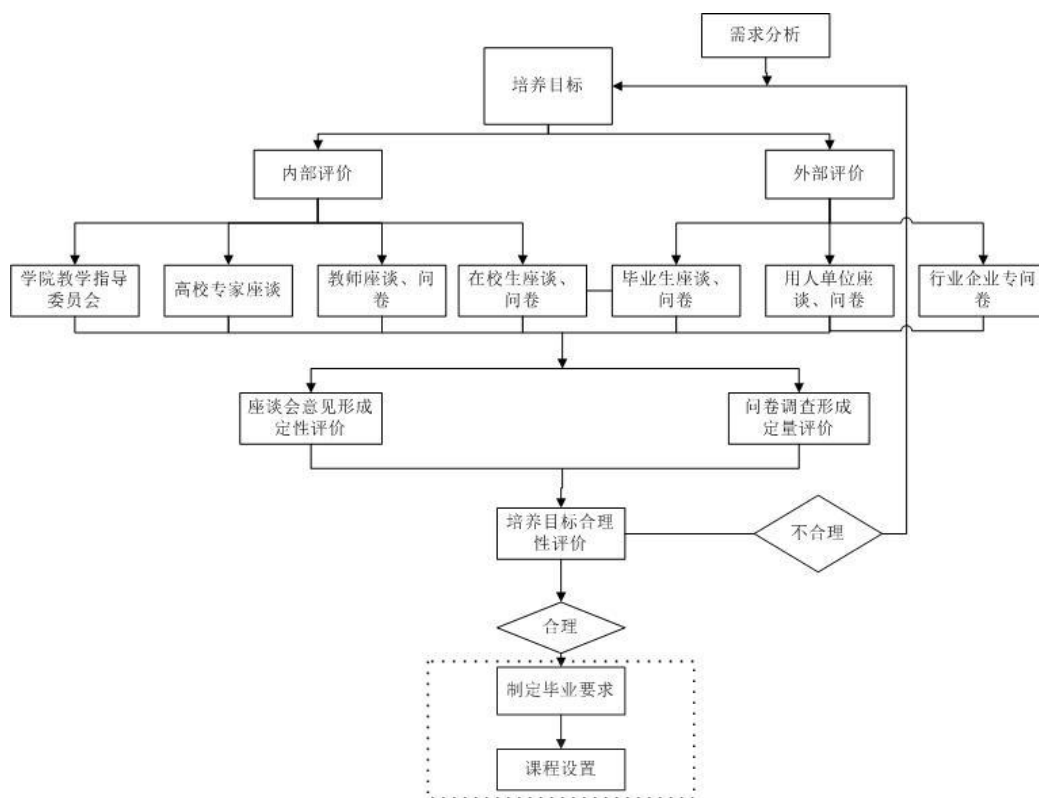 需求分析
培养目标
内部评价
外部评价
学院教学指导
委员会
高校专家座谈
教师座谈、问
卷
在校生座谈、
问卷
毕业生座谈、
问卷
用人单位座
谈、问卷
行业企业专问
卷
座谈会意见形成
定性评价
问卷调查形成
定量评价
培养目标合理
性评价
不合理
合理
制定毕业要求
课程设置